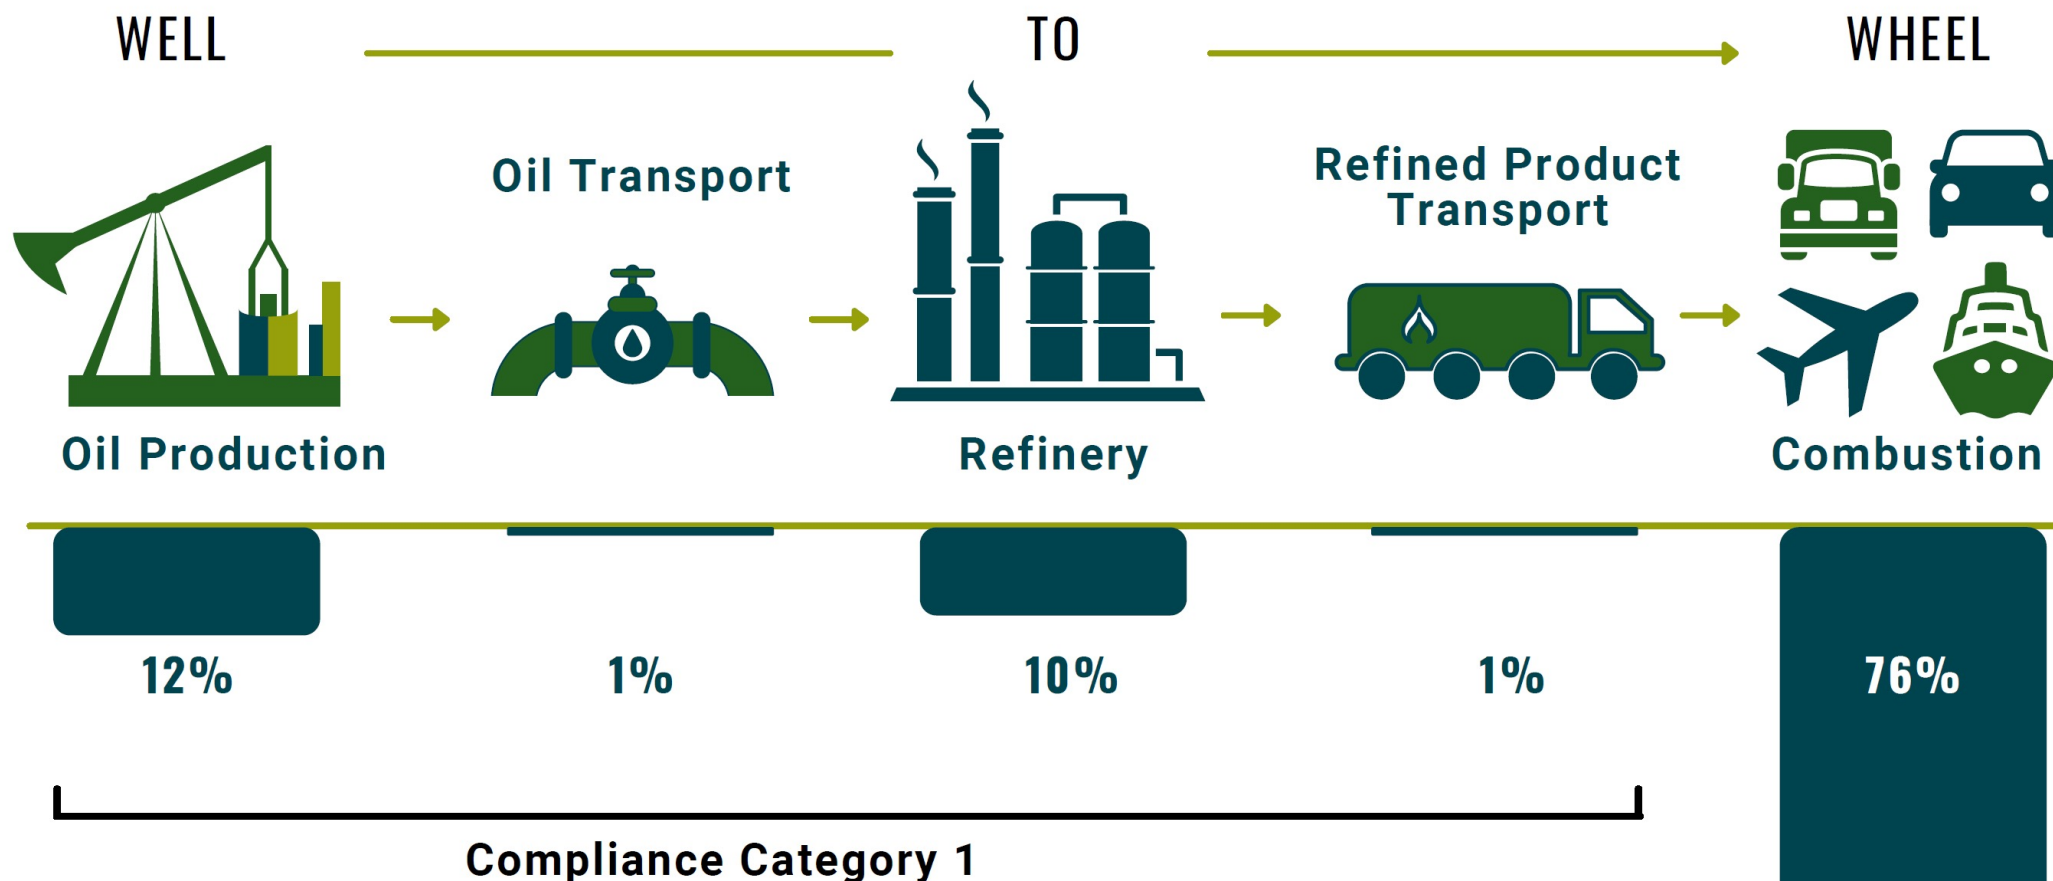 WELL
TO
WHEEL
Oil Transport
Refined Product
Transport
Oil Production
Refinery
Combustion
12%
1%
10%
1%
76%
Compliance Category 1